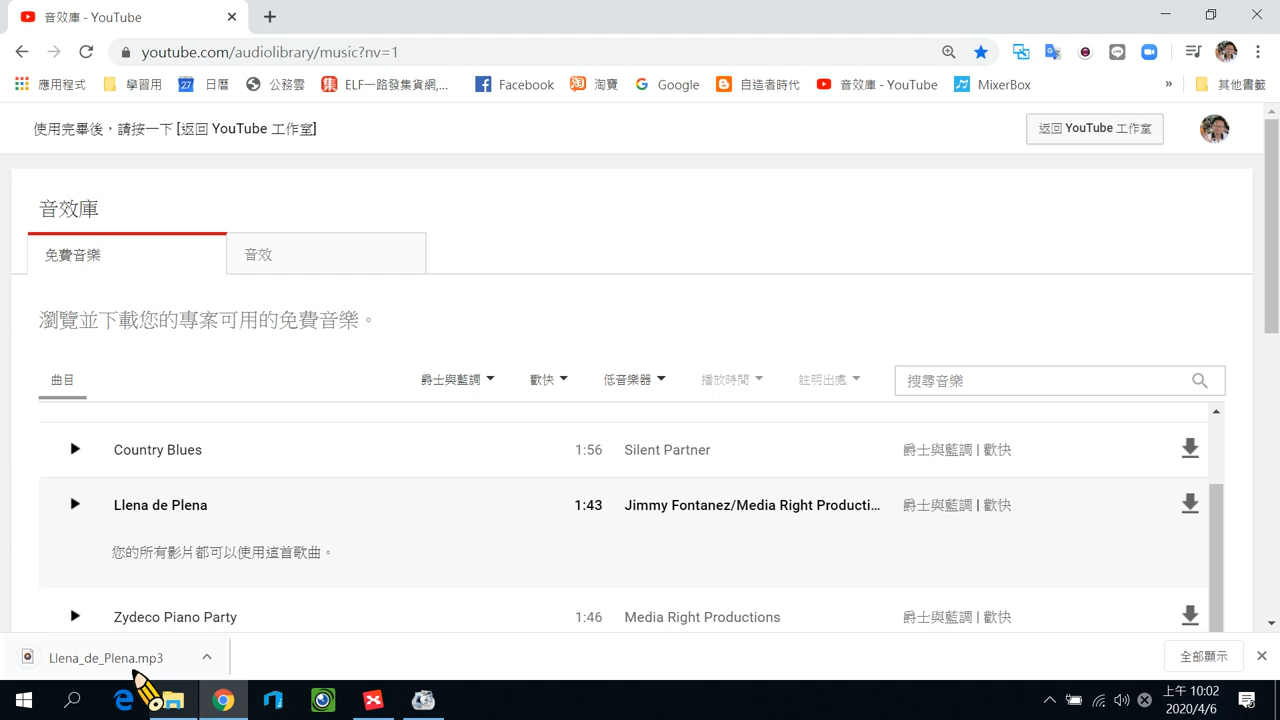 音效庫 - YouTube
youtube.com/audiolibrary/music?nv=1
應用程式 學習用 27 日曆 公務雲 集 ELF一路發集貨網,... Facebook 淘寶 Google 自造者時代 音效庫 - YouTube MixerBox » 其他書籤
使用完畢後，請按一下 [返回 YouTube 工作室] 返回 YouTube 工作室
音效庫
免費音樂 音效
瀏覽並下載您的專案可用的免費音樂。
曲目 爵士與藍調 歡快 低音樂器 播放時間 註明出處 搜尋音樂
Country Blues 1:56 Silent Partner 爵士與藍調 | 歡快
Llena de Plena 1:43 Jimmy Fontanez/Media Right Producti... 爵士與藍調 | 歡快
您的所有影片都可以使用這首歌曲。
Zydeco Piano Party 1:46 Media Right Productions 爵士與藍調 | 歡快
Llena_de_Plena.mp3 全部顯示
上午 10:02
2020/4/6